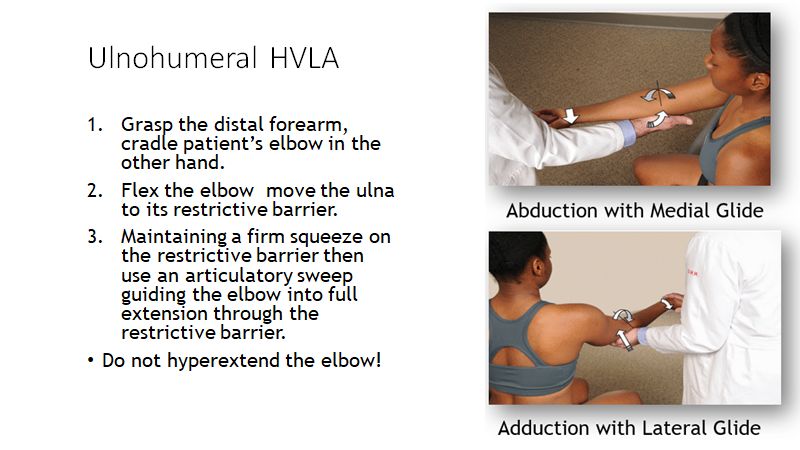 Ulnohumeral HVLA
1. Grasp the distal forearm,
cradle patient's elbow in the
other hand.
2. Flex the elbow  move the ulna
to its restrictive barrier.
3. Maintaining a firm squeeze on
the restrictive barrier then
use an articulatory sweep
guiding the elbow into full
extension through the
restrictive barrier.
• Do not hyperextend the elbow!
Abduction with Medial Glide
Adduction with Lateral Glide